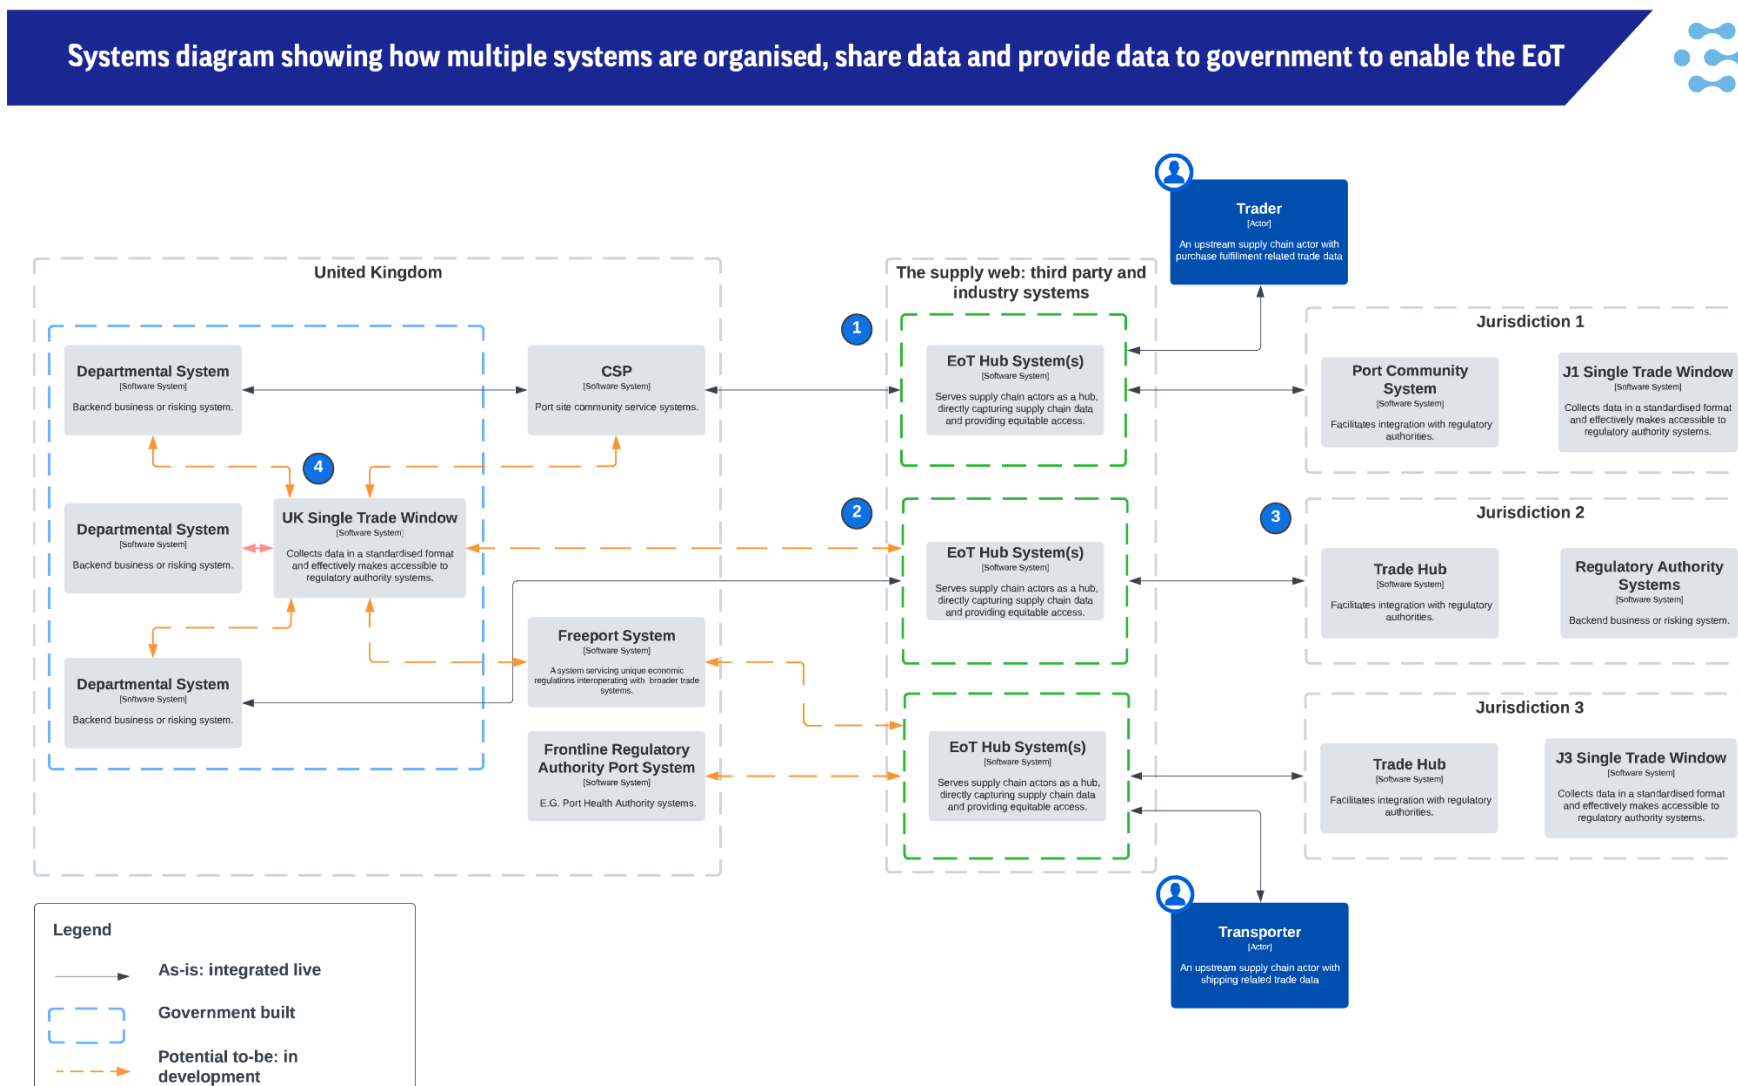 Systems diagram showing how multiple systems are organised, share data and provide data to government to enable the EoT
Trader
[Actor]
An upstream supply chain actor with
purchase fulfillment related trade data
United Kingdom
Departmental System
[Software System]
Backend business or risking system.
CSP
[Software System]
Port site community service systems.
4
Departmental System
[Software System]
Backend business or risking system.
UK Single Trade Window
[Software System]
Collects data in a standardised format
and effectively makes accessible to
regulatory authority systems.
Departmental System
[Software System]
Backend business or risking system.
Freeport System
[Software System]
A system servicing unique economic
regulations interoperating with broader trade
systems.
Frontline Regulatory
Authority Port System
[Software System]
E.G. Port Health Authority systems.
The supply web: third party and
industry systems
1
EoT Hub System(s)
[Software System]
Serves supply chain actors as a hub,
directly capturing supply chain data
and providing equitable access.
2
EoT Hub System(s)
[Software System]
Serves supply chain actors as a hub,
directly capturing supply chain data
and providing equitable access.
EoT Hub System(s)
[Software System]
Serves supply chain actors as a hub,
directly capturing supply chain data
and providing equitable access.
Jurisdiction 1
Port Community
System
[Software System]
Facilitates integration with regulatory
authorities.
J1 Single Trade Window
[Software System]
Collects data in a standardised format
and effectively makes accessible to
regulatory authority systems.
3
Jurisdiction 2
Trade Hub
[Software System]
Facilitates integration with regulatory
authorities.
Regulatory Authority
Systems
[Software System]
Backend business or risking system.
Jurisdiction 3
Trade Hub
[Software System]
Facilitates integration with regulatory
authorities.
J3 Single Trade Window
[Software System]
Collects data in a standardised format
and effectively makes accessible to
regulatory authority systems.
Transporter
[Actor]
An upstream supply chain actor with
shipping related trade data
Legend
As-is: integrated live
Government built
Potential to-be: in
development